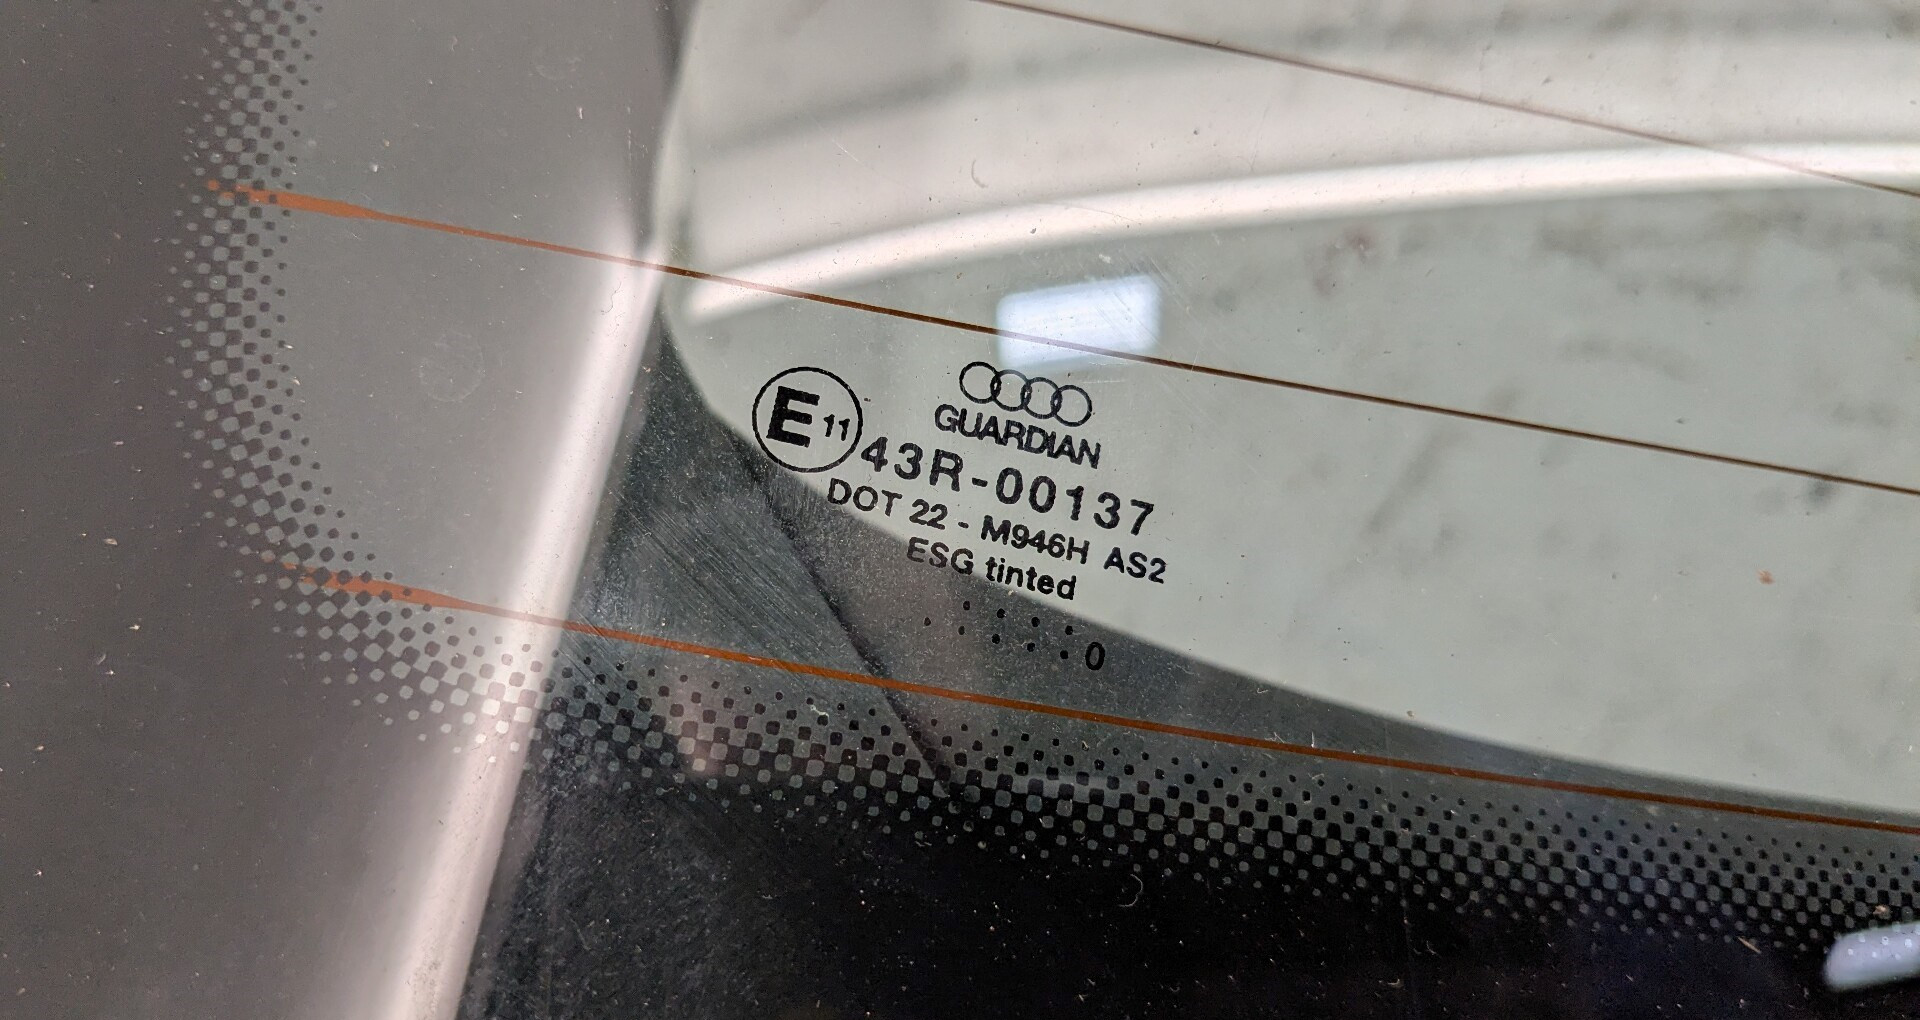 GUARDIAN
E 11 43R-00137
DOT 22 - M946H AS2
ESG tinted
. . . .
. . . . . 0